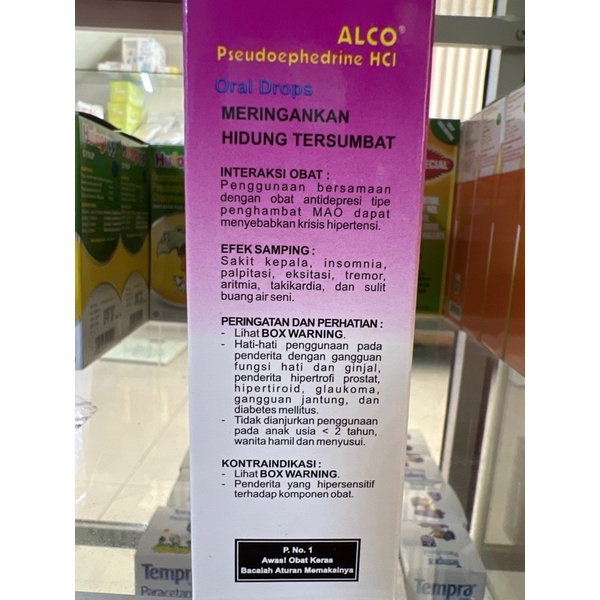 ALCO®
Pseudoephedrine HCl
Oral Drops
MERINGANKAN
HIDUNG TERSUMBAT
INTERAKSI OBAT :
Penggunaan bersamaan
dengan obat antidepresi tipe
penghambat MAO dapat
menyebabkan krisis hipertensi.
EFEK SAMPING :
Sakit kepala, insomnia,
palpitasi, eksitasi, tremor,
aritmia, takikardia, dan sulit
buang air seni.
PERINGATAN DAN PERHATIAN :
- Lihat BOX WARNING.
- Hati-hati penggunaan pada
penderita dengan gangguan
fungsi hati dan ginjal,
penderita hipertrofi prostat,
hipertiroid, glaukoma,
gangguan jantung, dan
diabetes mellitus.
- Tidak dianjurkan penggunaan
pada anak usia < 2 tahun,
wanita hamil dan menyusui.
KONTRAINDIKASI :
- Lihat BOX WARNING.
- Penderita yang hipersensitif
terhadap komponen obat.
P. No. 1
Awas! Obat Keras
Bacalah Aturan Memakainya
Tempra
Tempra